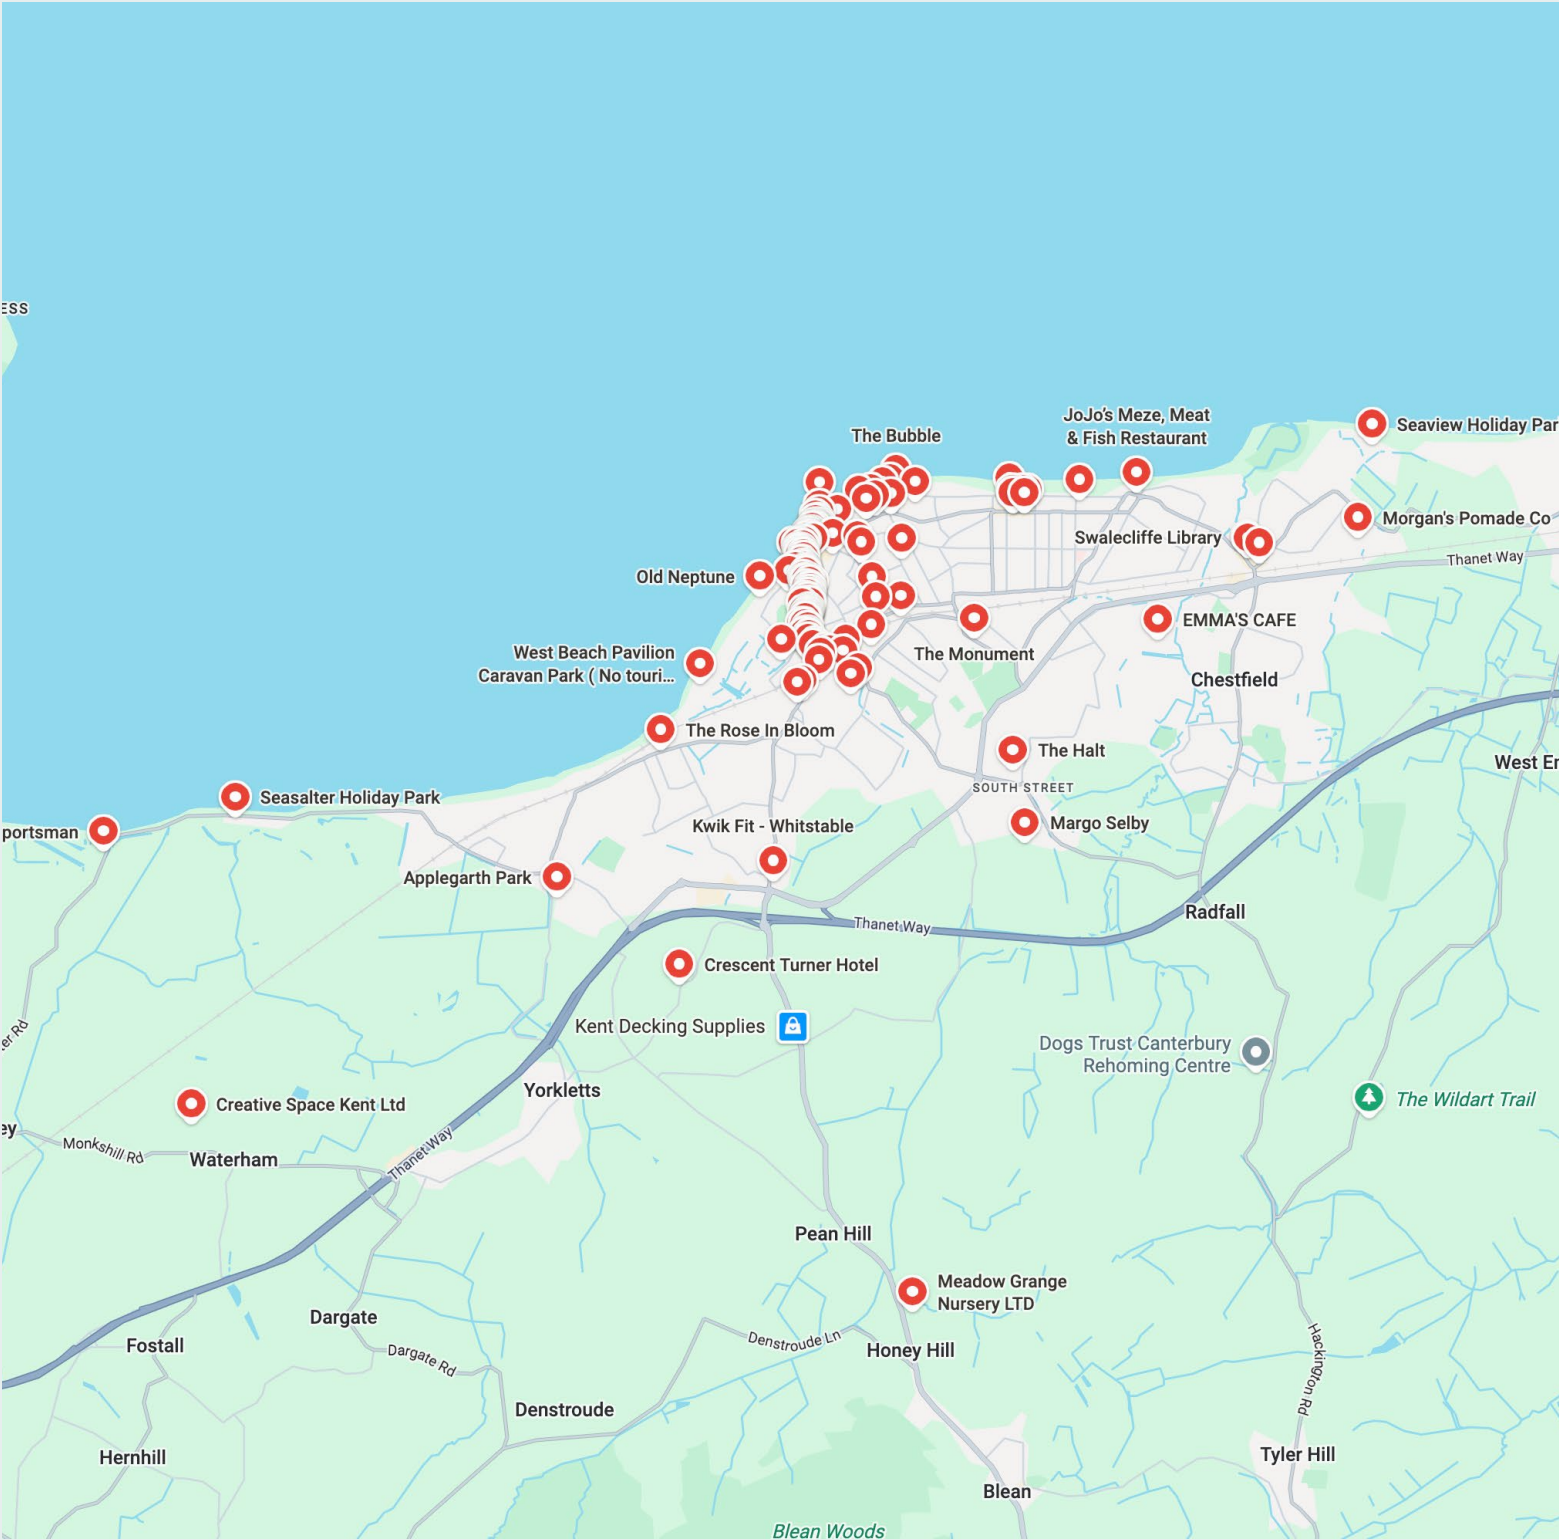 ESS
JoJo's Meze, Meat
& Fish Restaurant
The Bubble
Seaview Holiday Par
Morgan's Pomade Co
Swalecliffe Library
Thanet Way
Old Neptune
EMMA'S CAFE
The Monument
West Beach Pavilion
Caravan Park ( No touri...
Chestfield
The Rose In Bloom
The Halt
West Er
SOUTH STREET
Seasalter Holiday Park
Margo Selby
Kwik Fit - Whitstable
portsman
Applegarth Park
Radfall
Thanet Way
Crescent Turner Hotel
Kent Decking Supplies
er Rd
Dogs Trust Canterbury
Rehoming Centre
Yorkletts
The Wildart Trail
Creative Space Kent Ltd
ey
Monkshill Rd
Thanet Way
Waterham
Pean Hill
Meadow Grange
Nursery LTD
Dargate
Denstroude Ln
Fostall
Honey Hill
Dargate Rd
Hackington Rd
Denstroude
Hernhill
Tyler Hill
Blean
Blean Woods